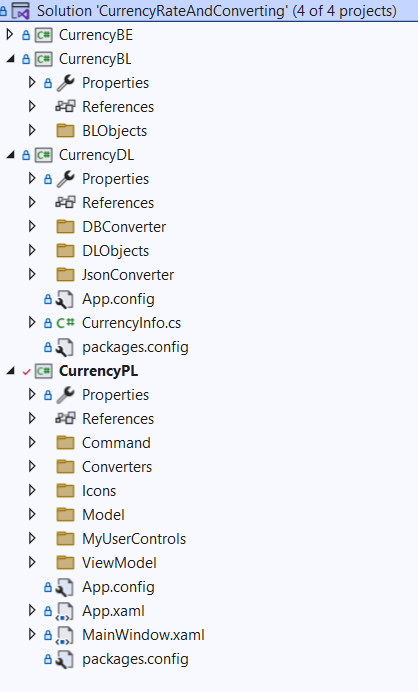 Solution 'CurrencyRateAndConverting' (4 of 4 projects)
C# CurrencyBE
C# CurrencyBL
Properties
References
BLObjects
C# CurrencyDL
Properties
References
DBConverter
DLObjects
JsonConverter
App.config
C# CurrencyInfo.cs
packages.config
C# CurrencyPL
Properties
References
Command
Converters
Icons
Model
MyUserControls
ViewModel
App.config
App.xaml
MainWindow.xaml
packages.config